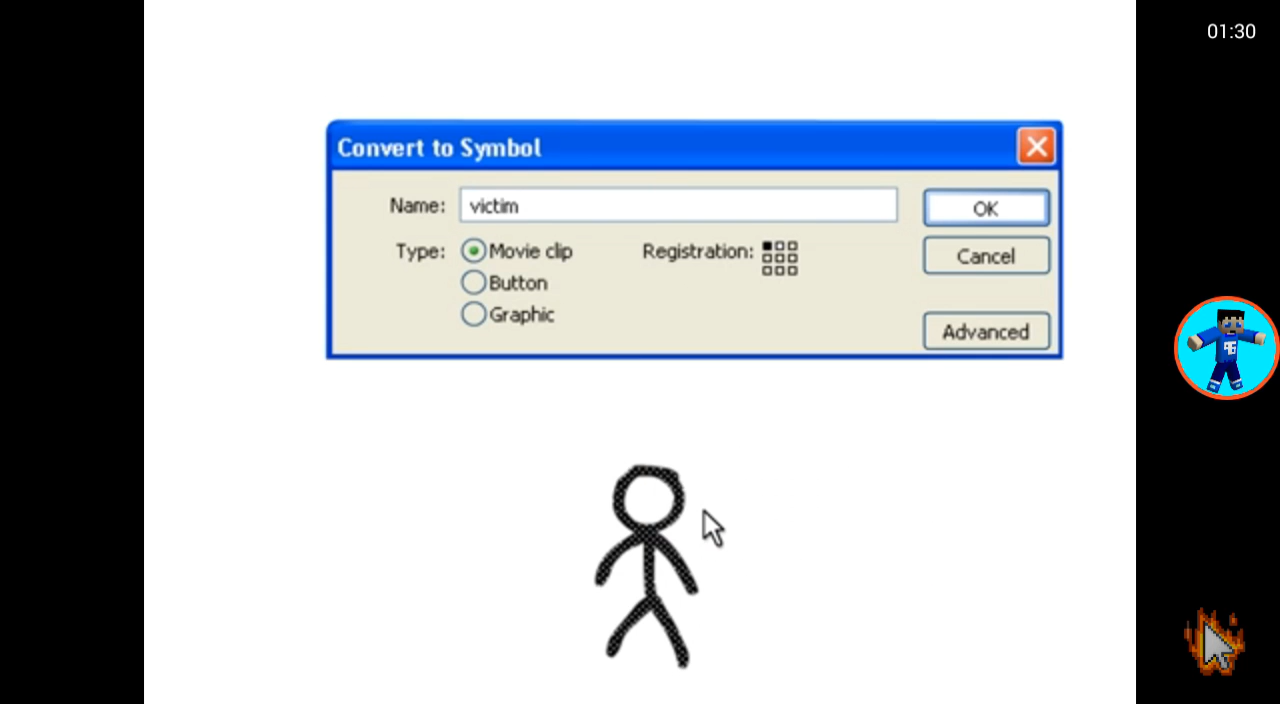 01:30
Convert to Symbol
Name: victim
OK
Type: Movie clip
Registration:
Cancel
Button
Graphic
Advanced